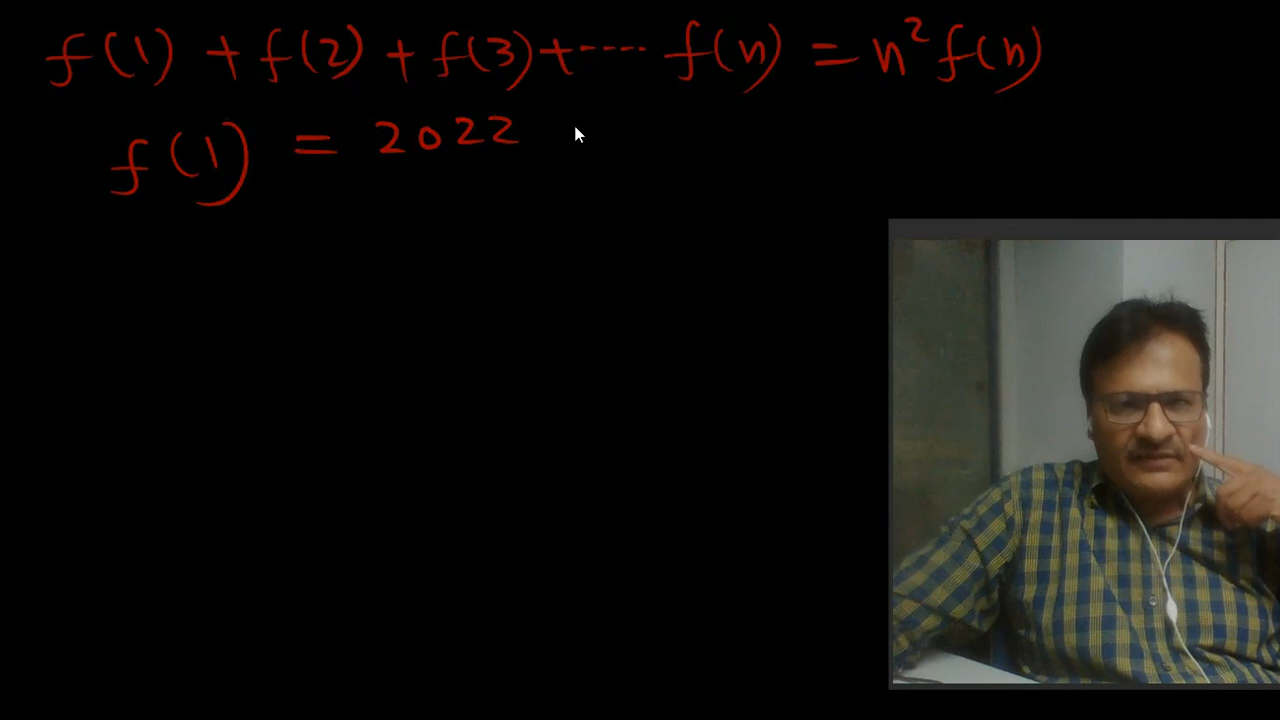 f(1) + f(2) + f(3) + ---- f(n) = n²f(n)
f(1) = 2022